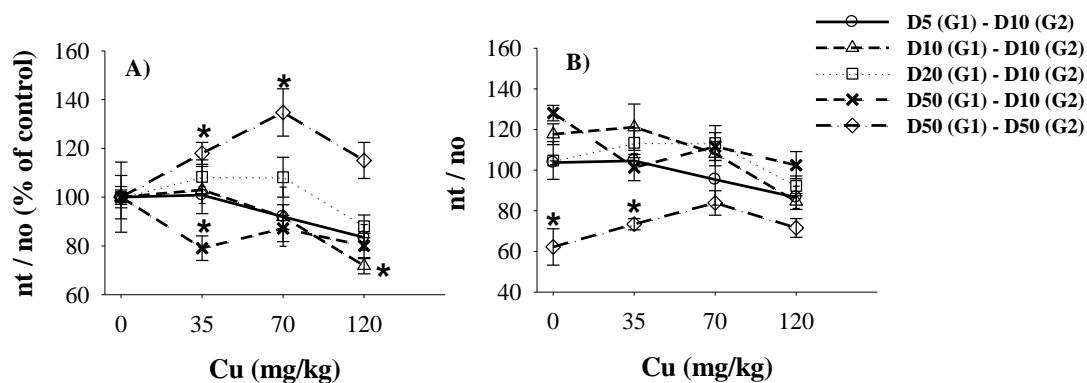 A)
nt / no (% of control)
160
140
120
100
80
60
0 35 70 120
Cu (mg/kg)
*
*
*
*
B)
nt / no
160
140
120
100
80
60
40
0 35 70 120
Cu (mg/kg)
*
*
D5 (G1) - D10 (G2)
D10 (G1) - D10 (G2)
D20 (G1) - D10 (G2)
D50 (G1) - D10 (G2)
D50 (G1) - D50 (G2)